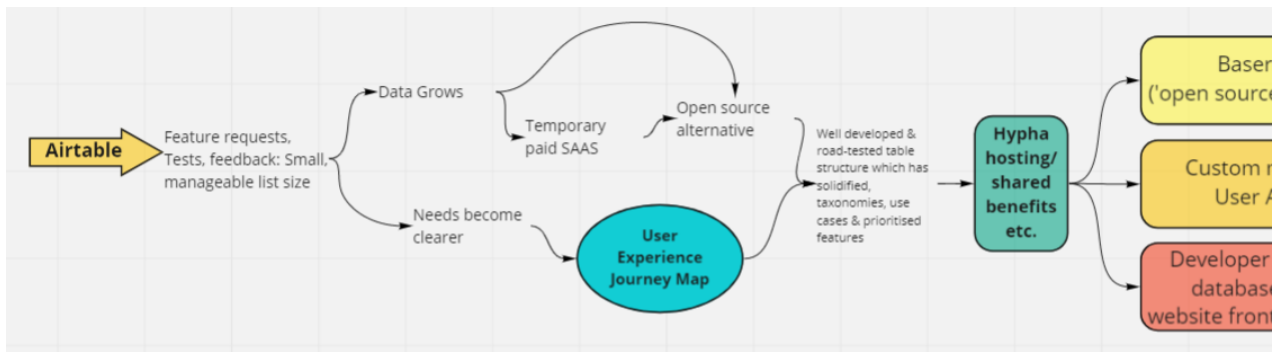 Airtable
Feature requests,
Tests, feedback: Small,
manageable list size
Data Grows
Temporary
paid SAAS
Open source
alternative
Needs become
clearer
User
Experience
Journey Map
Well developed &
road-tested table
structure which has
solidified,
taxonomies, use
cases & prioritised
features
Hypha
hosting/
shared
benefits
etc.
Baser
('open source
Custom
User
Developer
database
website front